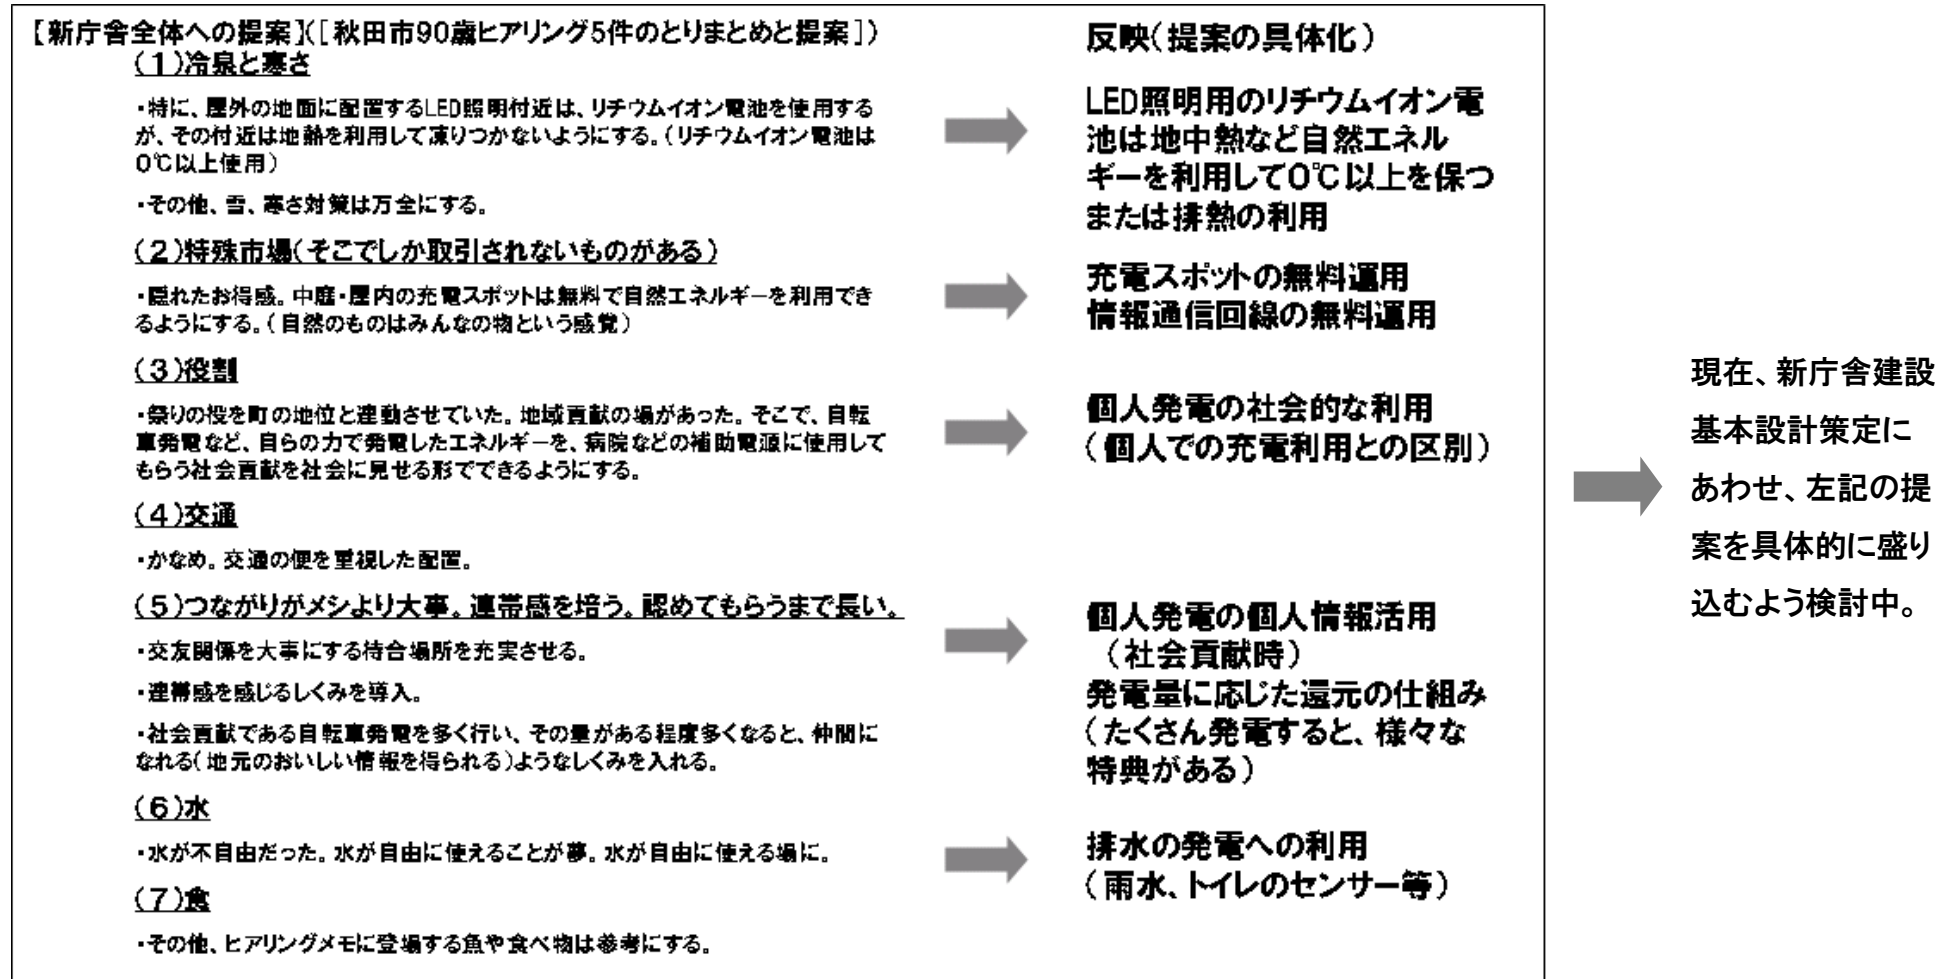 【新庁舎全体への提案】([秋田市90歳ヒアリング5件のとりまとめと提案])
(1)冷泉と寒さ
・特に、屋外の地面に配置するLED照明付近は、リチウムイオン電池を使用する
が、その付近は地熱を利用して凍りつかないようにする。(リチウムイオン電池は
0℃以上使用)
・その他、雪、寒さ対策は万全にする。
(2)特殊市場(そこでしか取引されないものがある)
・隠れたお得感。中庭・屋内の充電スポットは無料で自然エネルギーを利用でき
るようにする。(自然のものはみんなの物という感覚)
(3)役割
・祭りの役を町の地位と連動させていた。地域貢献の場があった。そこで、自転
車発電など、自らの力で発電したエネルギーを、病院などの補助電源に使用して
もらう社会貢献を社会に見せる形でできるようにする。
(4)交通
・かなめ。交通の便を重視した配置。
(5)つながりがメシより大事。連帯感を培う。認めてもらうまで長い。
・交友関係を大事にする待合場所を充実させる。
・連帯感を感じるしくみを導入。
・社会貢献である自転車発電を多く行い、その量がある程度多くなると、仲間に
なれる(地元のおいしい情報を得られる)ようなしくみを入れる。
(6)水
・水が不自由だった。水が自由に使えることが夢。水が自由に使える場に。
(7)食
・その他、ヒアリングメモに登場する魚や食べ物は参考にする。
反映(提案の具体化)
LED照明用のリチウムイオン電
池は地中熱など自然エネル
ギーを利用して0℃以上を保つ
または排熱の利用
充電スポットの無料運用
情報通信回線の無料運用
個人発電の社会的な利用
(個人での充電利用との区別)
個人発電の個人情報活用
(社会貢献時)
発電量に応じた還元の仕組み
(たくさん発電すると、様々な
特典がある)
排水の発電への利用
(雨水、トイレのセンサー等)
現在、新庁舎建設
基本設計策定に
あわせ、左記の提
案を具体的に盛り
込むよう検討中。